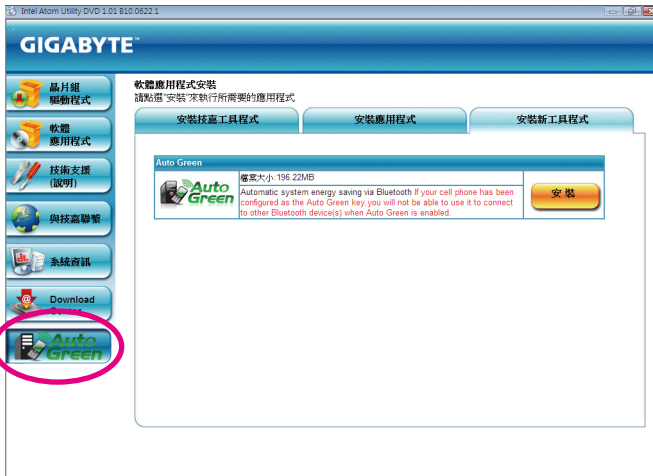 Intel Atom Utility DVD 1.01 B10.0622.1
GIGABYTE™
晶片組
驅動程式
軟體
應用程式
技術支援
(說明)
與技嘉聯繫
系統資訊
Download
Auto
Green
軟體應用程式安裝
請點選"安裝"來執行所需要的應用程式
安裝技嘉工具程式
安裝應用程式
安裝新工具程式
Auto Green
Auto
Green
檔案大小:196.22MB
Automatic system energy saving via Bluetooth If your cell phone has been
configured as the Auto Green key,you will not be able to use it to connect
to other Bluetooth device(s) when Auto Green is enabled.
安裝